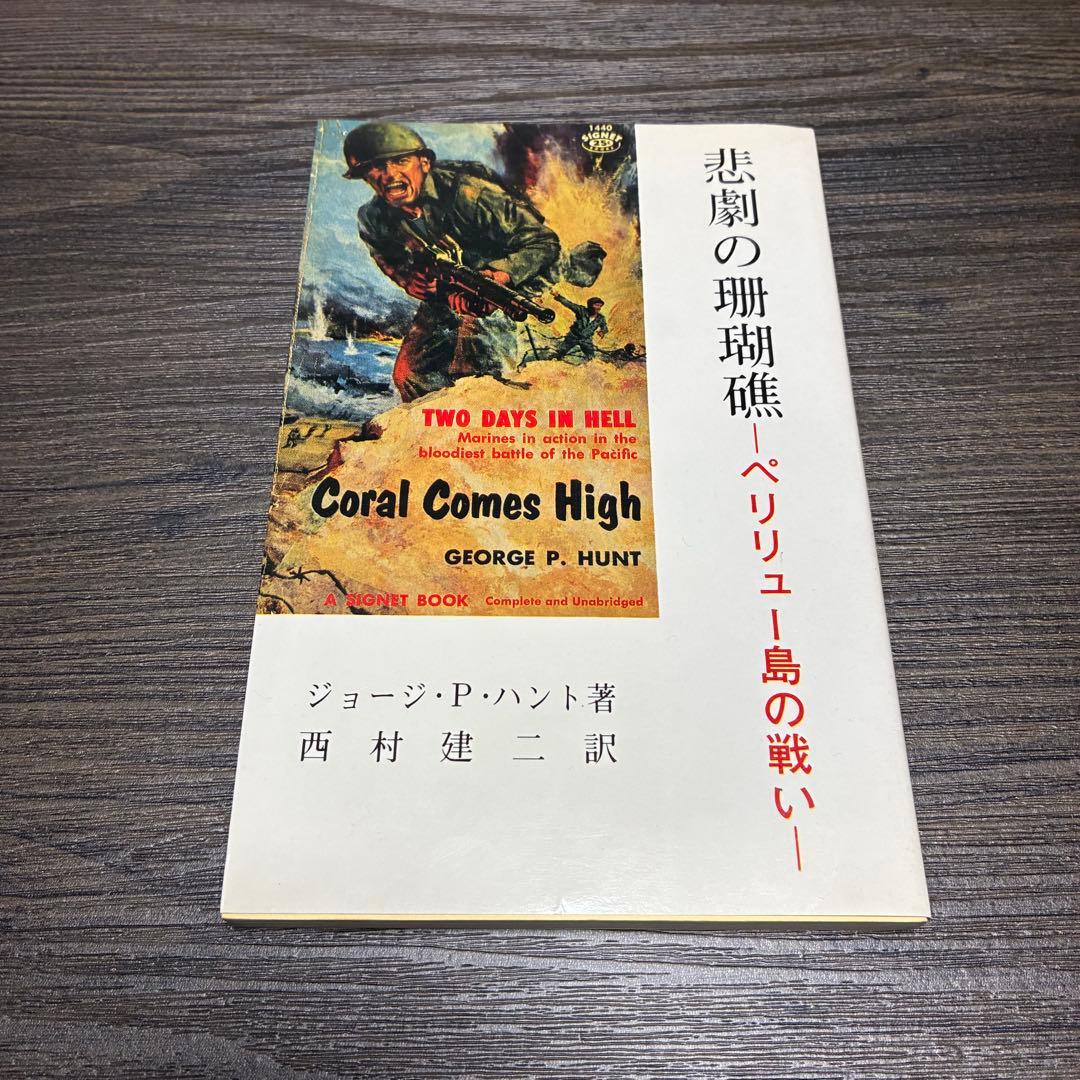 悲劇の珊瑚礁
―ペリリュー島の戦い―
1440
SIGNET
BOOKS
TWO DAYS IN HELL
Marines in action in the
bloodiest battle of the Pacific
Coral Comes High
GEORGE P. HUNT
A SIGNET BOOK Complete and Unabridged
ジョージ・P・ハント著
西村建二訳